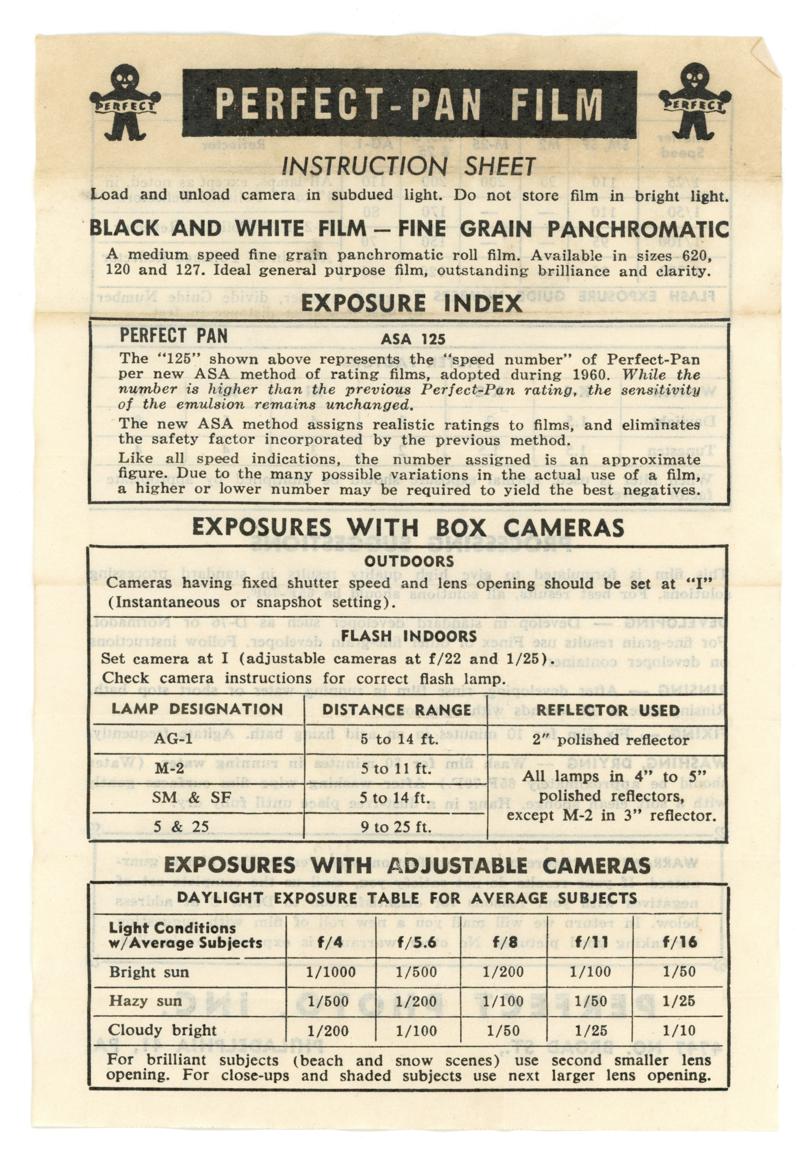 PERFECT
PERFECT-PAN FILM
PERFECT
INSTRUCTION SHEET
Load and unload camera in subdued light. Do not store film in bright light.
BLACK AND WHITE FILM — FINE GRAIN PANCHROMATIC
A medium speed fine grain panchromatic roll film. Available in sizes 620,
120 and 127. Ideal general purpose film, outstanding brilliance and clarity.
EXPOSURE INDEX
PERFECT PAN ASA 125
The "125" shown above represents the "speed number" of Perfect-Pan
per new ASA method of rating films, adopted during 1960. While the
number is higher than the previous Perfect-Pan rating, the sensitivity
of the emulsion remains unchanged.
The new ASA method assigns realistic ratings to films, and eliminates
the safety factor incorporated by the previous method.
Like all speed indications, the number assigned is an approximate
figure. Due to the many possible variations in the actual use of a film,
a higher or lower number may be required to yield the best negatives.
EXPOSURES WITH BOX CAMERAS
OUTDOORS
Cameras having fixed shutter speed and lens opening should be set at "I"
(Instantaneous or snapshot setting).
FLASH INDOORS
Set camera at I (adjustable cameras at f/22 and 1/25).
Check camera instructions for correct flash lamp.
LAMP DESIGNATION DISTANCE RANGE REFLECTOR USED
AG-1 5 to 14 ft. 2" polished reflector
M-2 5 to 11 ft.
SM & SF 5 to 14 ft.
5 & 25 9 to 25 ft.
All lamps in 4" to 5"
polished reflectors,
except M-2 in 3" reflector.
EXPOSURES WITH ADJUSTABLE CAMERAS
DAYLIGHT EXPOSURE TABLE FOR AVERAGE SUBJECTS
Light Conditions
w/Average Subjects f/4 f/5.6 f/8 f/11 f/16
Bright sun 1/1000 1/500 1/200 1/100 1/50
Hazy sun 1/500 1/200 1/100 1/50 1/25
Cloudy bright 1/200 1/100 1/50 1/25 1/10
For brilliant subjects (beach and snow scenes) use second smaller lens
opening. For close-ups and shaded subjects use next larger lens opening.